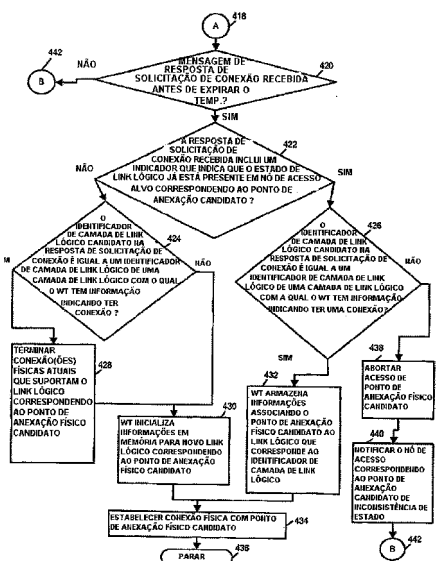 A
418
442
NÃO
MENSAGEM DE
RESPOSTA DE
SOLICITAÇÃO DE
CONEXÃO RECEBIDA
ANTES DE EXPIRAR O
TEMP.?
420
B
SIM
422
A RESPOSTA DE
SOLICITAÇÃO DE
CONEXÃO RECEBIDA INCLUI UM
INDICADOR QUE INDICA QUE O ESTADO DE
LINK LÓGICO JÁ ESTÁ PRESENTE EM NÓ DE ACESSO
ALVO CORRESPONDENDO AO PONTO DE
ANEXAÇÃO CANDIDATO ?
NÃO
SIM
O
IDENTIFICADOR
DE CAMADA DE LINK
LÓGICO CANDIDATO NA
RESPOSTA DE SOLICITAÇÃO DE
CONEXÃO É IGUAL A UM IDENTIFICADOR
DE CAMADA DE LINK LÓGICO DE UMA
CAMADA DE LINK LÓGICO COM O QUAL
O WT TEM INFORMAÇÃO
INDICANDO TER
CONEXÃO ?
424
M
NÃO
O
IDENTIFICADOR
DE CAMADA DE LINK
LÓGICO CANDIDATO NA
RESPOSTA DE SOLICITAÇÃO DE
CONEXÃO É IGUAL A UM
IDENTIFICADOR DE CAMADA DE LINK
LÓGICO DE UMA CAMADA DE LINK LÓGICO
COM A QUAL O WT TEM INFORMAÇÃO
INDICANDO TER UMA CONEXÃO?
426
NÃO
SIM
TERMINAR
CONEXÃO(ÕES)
FÍSICAS ATUAIS
QUE SUPORTAM O
LINK LÓGICO
CORRESPONDENDO
AO PONTO DE
ANEXAÇÃO FÍSICO
CANDIDATO
428
WT INICIALIZA
INFORMAÇÕES EM
MEMÓRIA PARA NOVO LINK
LÓGICO CORRESPONDENDO
AO PONTO DE ANEXAÇÃO
FÍSICO CANDIDATO
430
WT ARMAZENA
INFORMAÇÕES
ASSOCIANDO O
PONTO DE ANEXAÇÃO
FÍSICO CANDIDATO AO
LINK LÓGICO QUE
CORRESPONDE AO
IDENTIFICADOR DE
CAMADA DE LINK
LÓGICO
432
438
ABORTAR
ACESSO DE
PONTO DE
ANEXAÇÃO FÍSICO
CANDIDATO
440
NOTIFICAR O NÓ DE
ACESSO
CORRESPONDENDO
AO PONTO DE
ANEXAÇÃO
CANDIDATO DE
INCONSISTÊNCIA DE
ESTADO
ESTABELECER CONEXÃO FÍSICA COM PONTO
DE ANEXAÇÃO FÍSICO CANDIDATO
434
PARAR
436
B
442